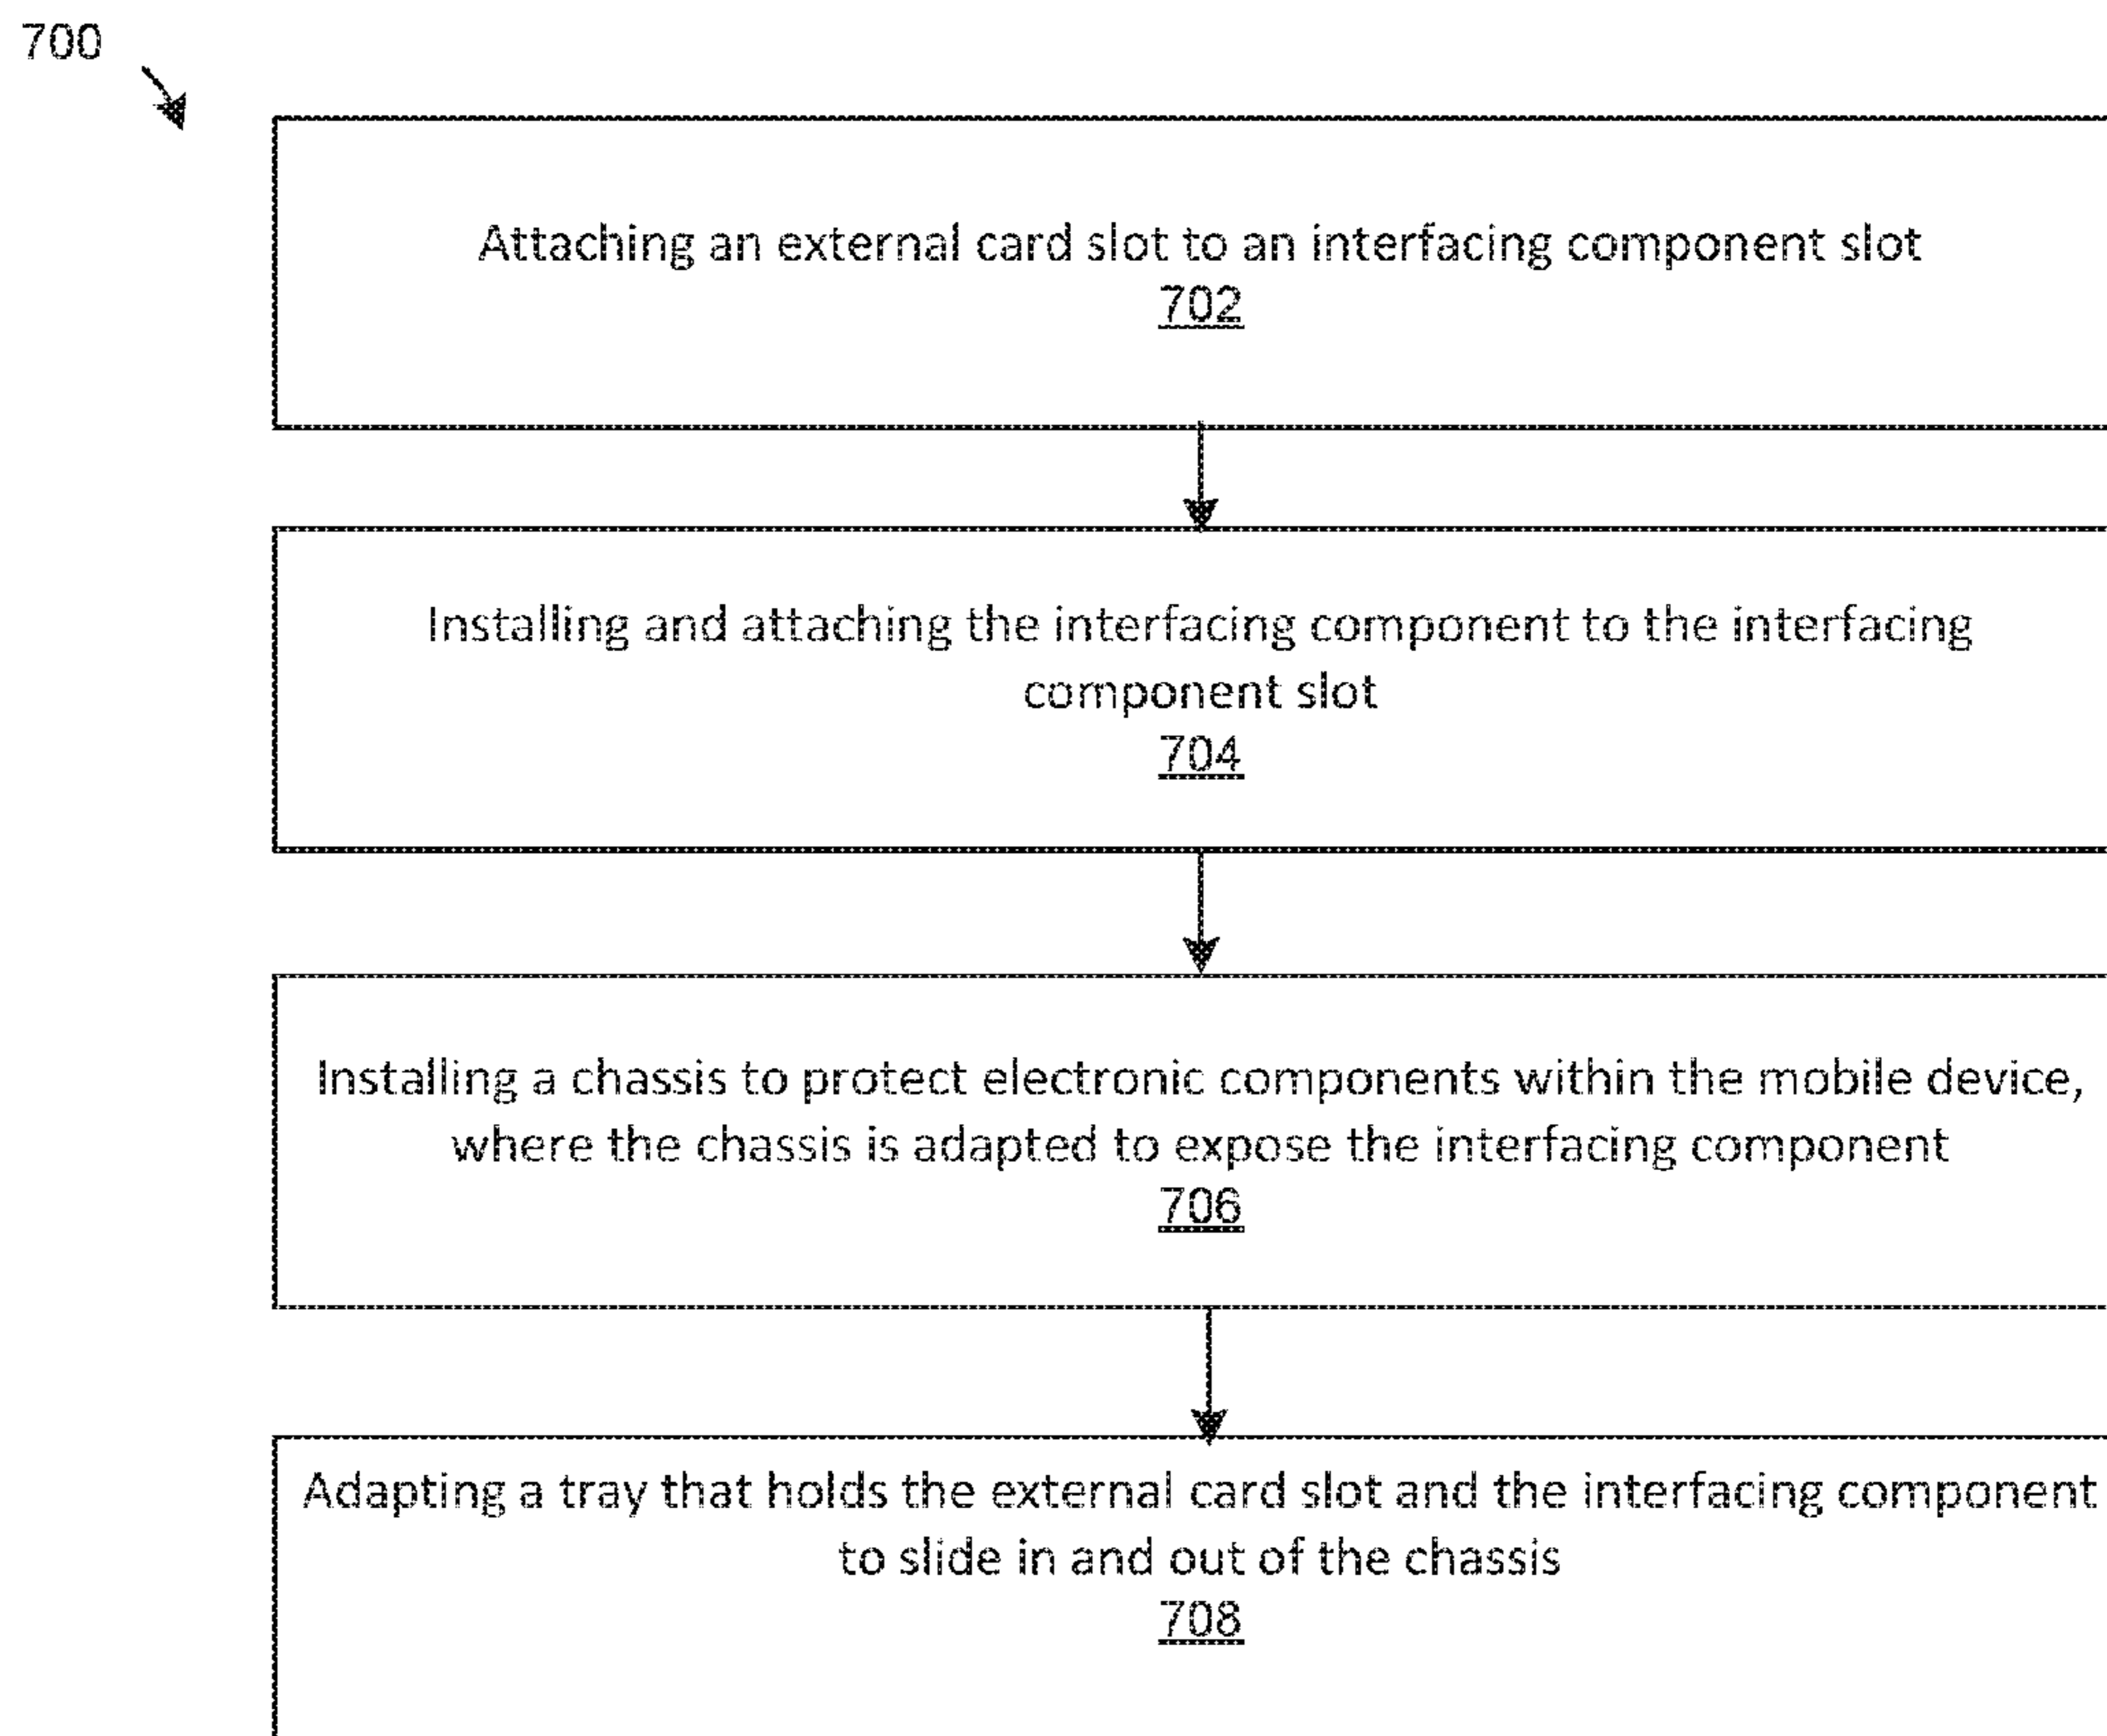 700
Attaching an external card slot to an interfacing component slot
702
Installing and attaching the interfacing component to the interfacing
component slot
704
Installing a chassis to protect electronic components within the mobile device,
where the chassis is adapted to expose the interfacing component
706
Adapting a tray that holds the external card slot and the interfacing component
to slide in and out of the chassis
708